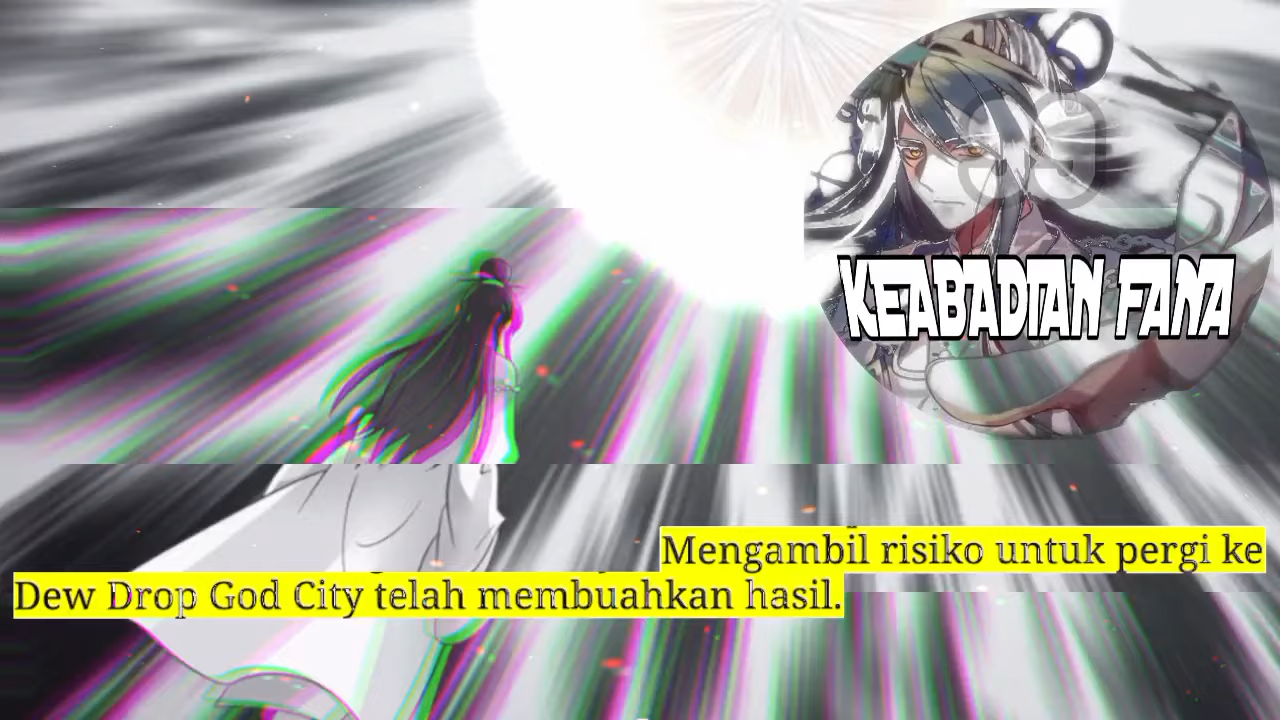 KEABADIAN FANA
Mengambil risiko untuk pergi ke
Dew Drop God City telah membuahkan hasil.